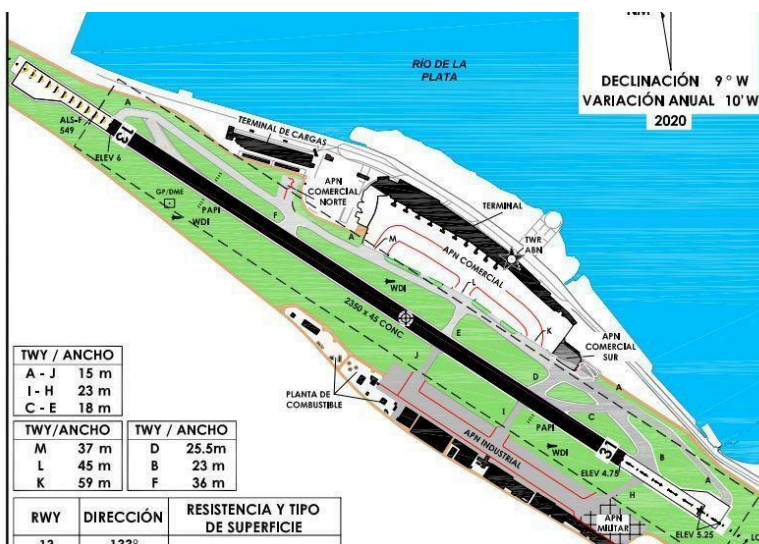 RÍO DE LA
PLATA
DECLINACIÓN 9° W
VARIACIÓN ANUAL 10' W
2020
A
ALS-F
549
13
ELEV 6
TERMINAL DE CARGAS
APN
COMERCIAL
NORTE
GP/DME
PAPI
WDI
F
A
M
TERMINAL
TWR
ABN
APN COMERCIAL
WDI
L
2350 x 45 CONC
E
K
J
APN
COMERCIAL
SUR
D
A
PLANTA DE
COMBUSTIBLE
I
C
PAPI
WDI
APN INDUSTRIAL
31
ELEV 4.75
B
A
H
APN
MILITAR
ELEV 5.25
TWY / ANCHO
A - J 15 m
I - H 23 m
C - E 18 m
TWY/ANCHO
M 37 m
L 45 m
K 59 m
TWY / ANCHO
D 25.5m
B 23 m
F 36 m
RWY DIRECCIÓN RESISTENCIA Y TIPO
DE SUPERFICIE